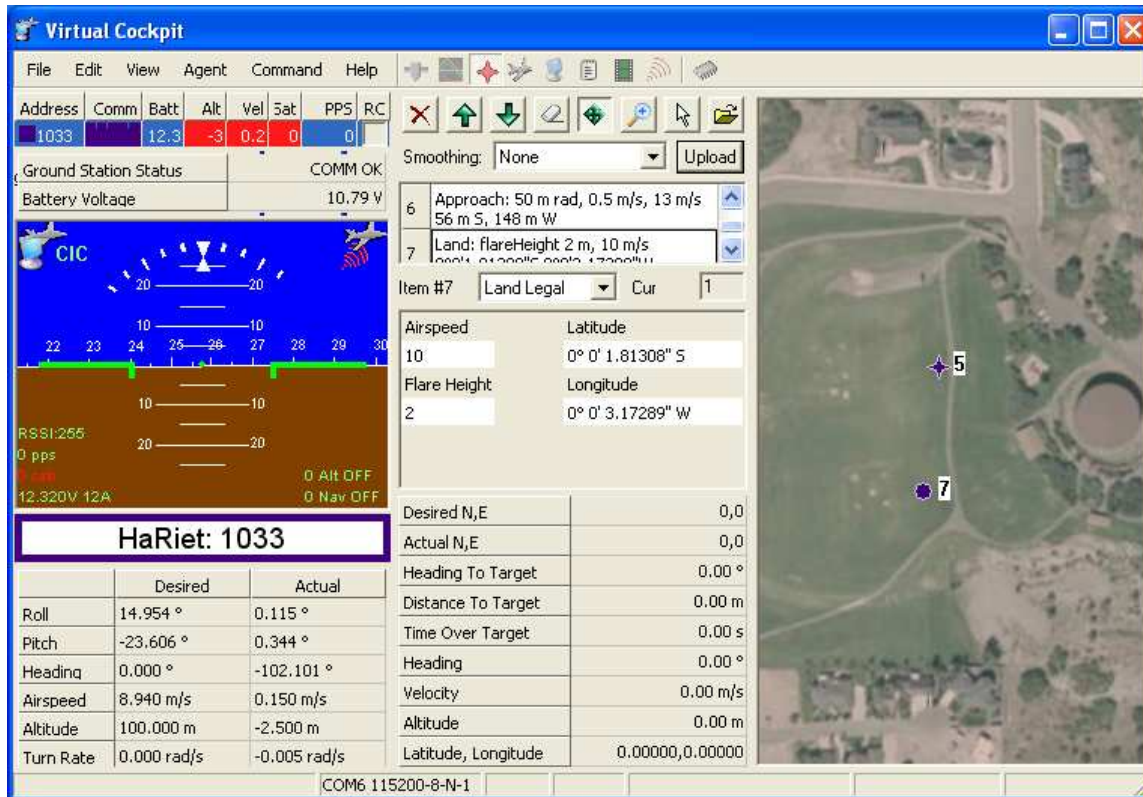 Virtual Cockpit
File Edit View Agent Command Help
Address Comm Batt Alt Vel Sat PPS RC
1033 12.3 -3 0.2 0 0
Ground Station Status COMM OK
Battery Voltage 10.79 V
CIC
20 20
10 10
22 23 24 25 26 27 28 29 30
10 10
RSSI:255
20 20
0 pps
0 Alt OFF
12.320V 12A 0 Nav OFF
HaRiet: 1033
Desired Actual
Roll 14.954 ° 0.115 °
Pitch -23.606 ° 0.344 °
Heading 0.000 ° -102.101 °
Airspeed 8.940 m/s 0.150 m/s
Altitude 100.000 m -2.500 m
Turn Rate 0.000 rad/s -0.005 rad/s
Smoothing: None Upload
6 Approach: 50 m rad, 0.5 m/s, 13 m/s
56 m S, 148 m W
7 Land: flareHeight 2 m, 10 m/s
Item #7 Land Legal Cur 1
Airspeed Latitude
10 0° 0' 1.81308" S
Flare Height Longitude
2 0° 0' 3.17289" W
Desired N,E 0,0
Actual N,E 0,0
Heading To Target 0.00 °
Distance To Target 0.00 m
Time Over Target 0.00 s
Heading 0.00 °
Velocity 0.00 m/s
Altitude 0.00 m
Latitude, Longitude 0.00000,0.00000
5
7
COM6 115200-8-N-1